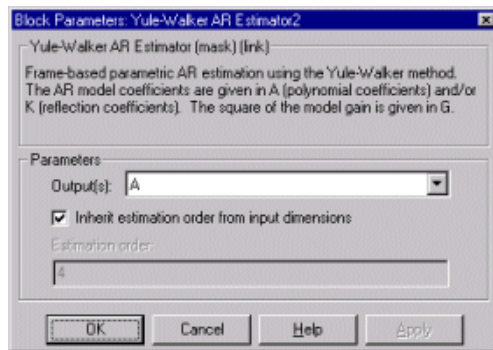 Block Parameters: Yule-Walker AR Estimator2
Yule-Walker AR Estimator (mask) (link)
Frame-based parametric AR estimation using the Yule-Walker method.
The AR model coefficients are given in A (polynomial coefficients) and/or
K (reflection coefficients). The square of the model gain is given in G.
Parameters
Output(s): A
Inherit estimation order from input dimensions
Estimation order:
4
OK Cancel Help Apply